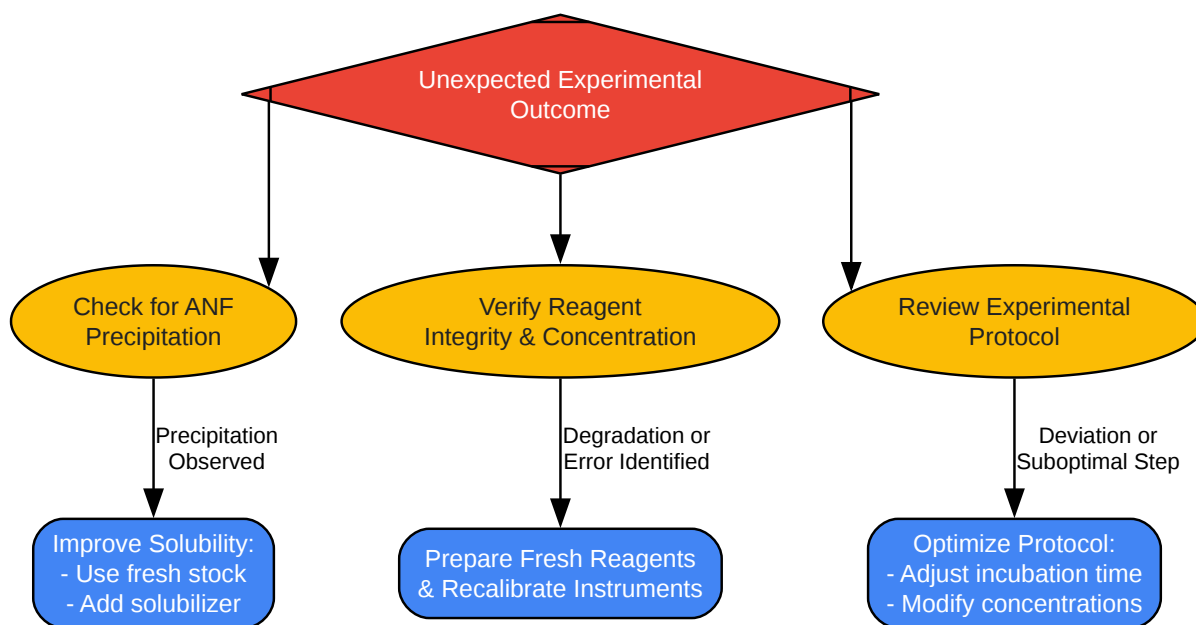 Unexpected Experimental
Outcome
Check for ANF
Precipitation
Verify Reagent
Integrity & Concentration
Review Experimental
Protocol
Precipitation
Observed
Degradation or
Error Identified
Deviation or
Suboptimal Step
Improve Solubility:
- Use fresh stock
- Add solubilizer
Prepare Fresh Reagents
& Recalibrate Instruments
Optimize Protocol:
- Adjust incubation time
- Modify concentrations